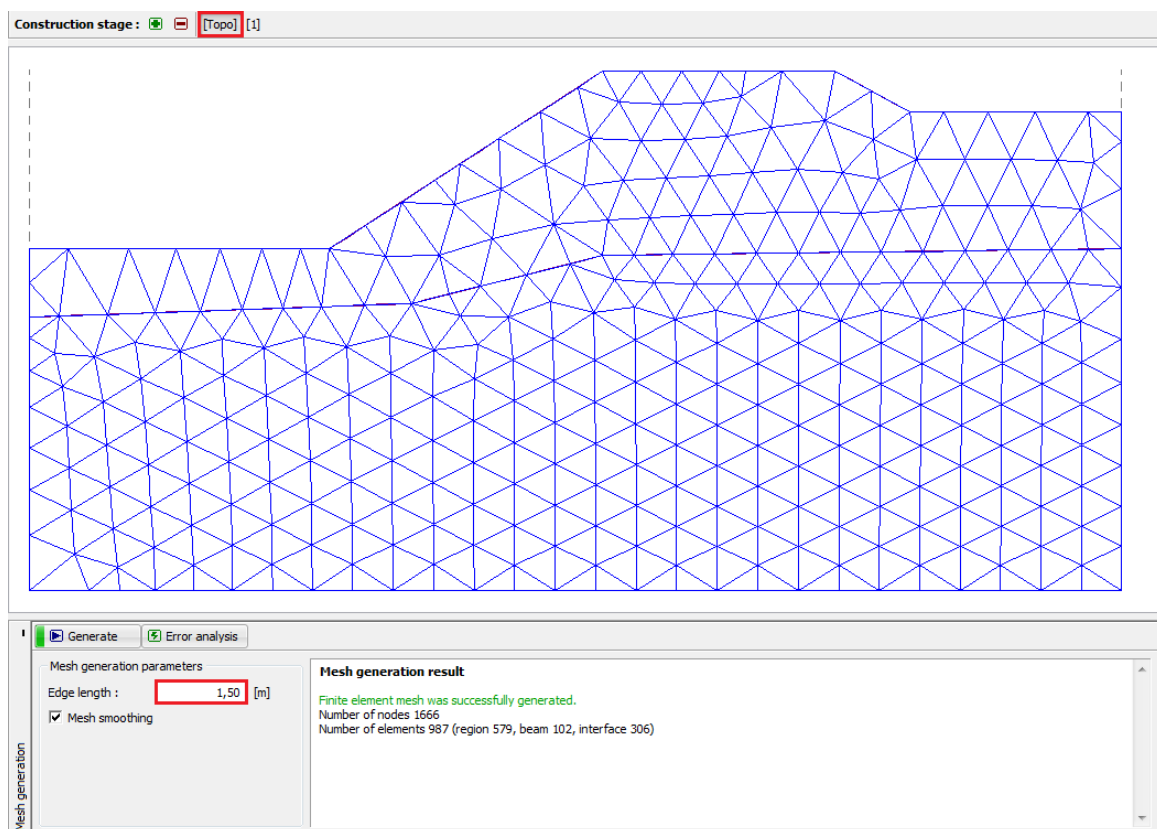 Construction stage : [Topo] [1]
Generate Error analysis
Mesh generation parameters
Edge length : 1,50 [m]
Mesh smoothing
Mesh generation result
Finite element mesh was successfully generated.
Number of nodes 1666
Number of elements 987 (region 579, beam 102, interface 306)
Mesh generation